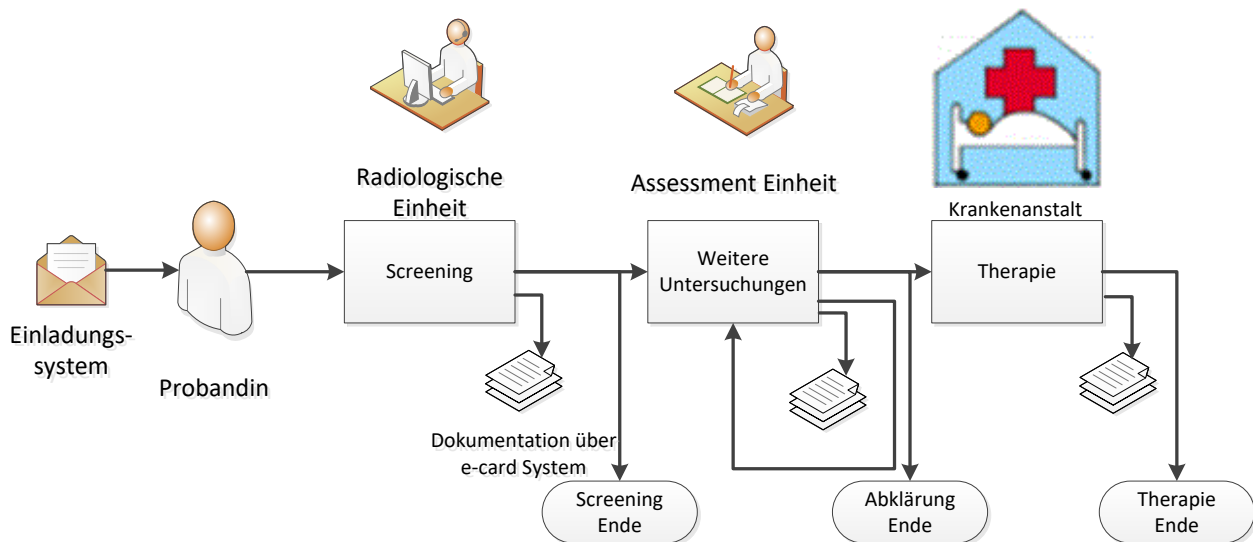 Radiologische
Einheit
Assessment Einheit
Krankenanstalt
Screening
Weitere
Untersuchungen
Therapie
Einladungs-
system
Probandin
Dokumentation über
e-card System
Screening
Ende
Abklärung
Ende
Therapie
Ende